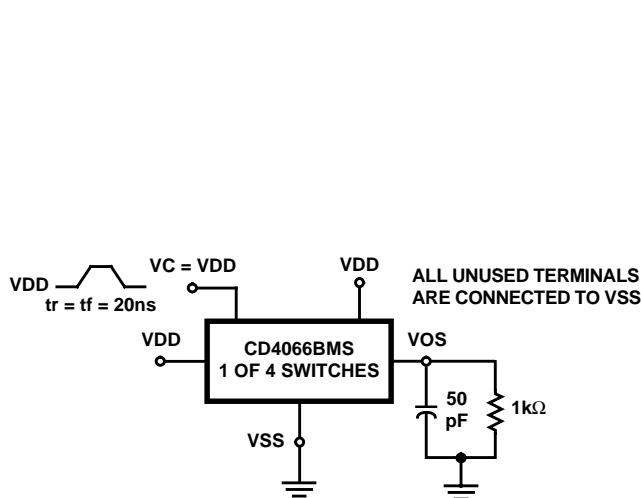 VDD
tr = tf = 20ns
VC = VDD
VDD
ALL UNUSED TERMINALS
ARE CONNECTED TO VSS
VDD
CD4066BMS
1 OF 4 SWITCHES
VOS
50
pF
1kΩ
VSS